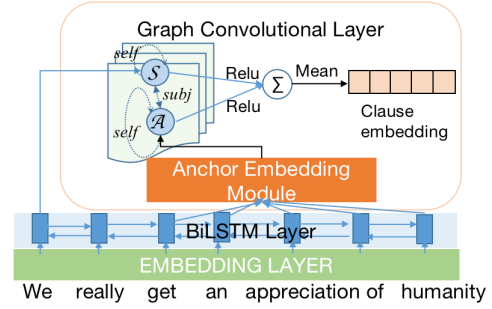 Graph Convolutional Layer
self
S
Relu
Mean
subj
Σ
Relu
self
A
Clause
embedding
Anchor Embedding
Module
BiLSTM Layer
EMBEDDING LAYER
We really get an appreciation of humanity